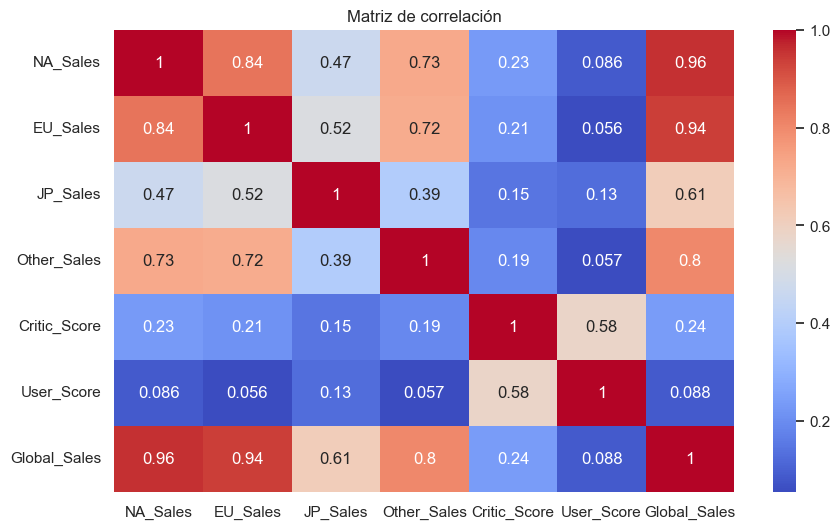 Matriz de correlación
NA_Sales 1 0.84 0.47 0.73 0.23 0.086 0.96
EU_Sales 0.84 1 0.52 0.72 0.21 0.056 0.94
JP_Sales 0.47 0.52 1 0.39 0.15 0.13 0.61
Other_Sales 0.73 0.72 0.39 1 0.19 0.057 0.8
Critic_Score 0.23 0.21 0.15 0.19 1 0.58 0.24
User_Score 0.086 0.056 0.13 0.057 0.58 1 0.088
Global_Sales 0.96 0.94 0.61 0.8 0.24 0.088 1
NA_Sales EU_Sales JP_Sales Other_Sales Critic_Score User_Score Global_Sales
1.0
0.8
0.6
0.4
0.2